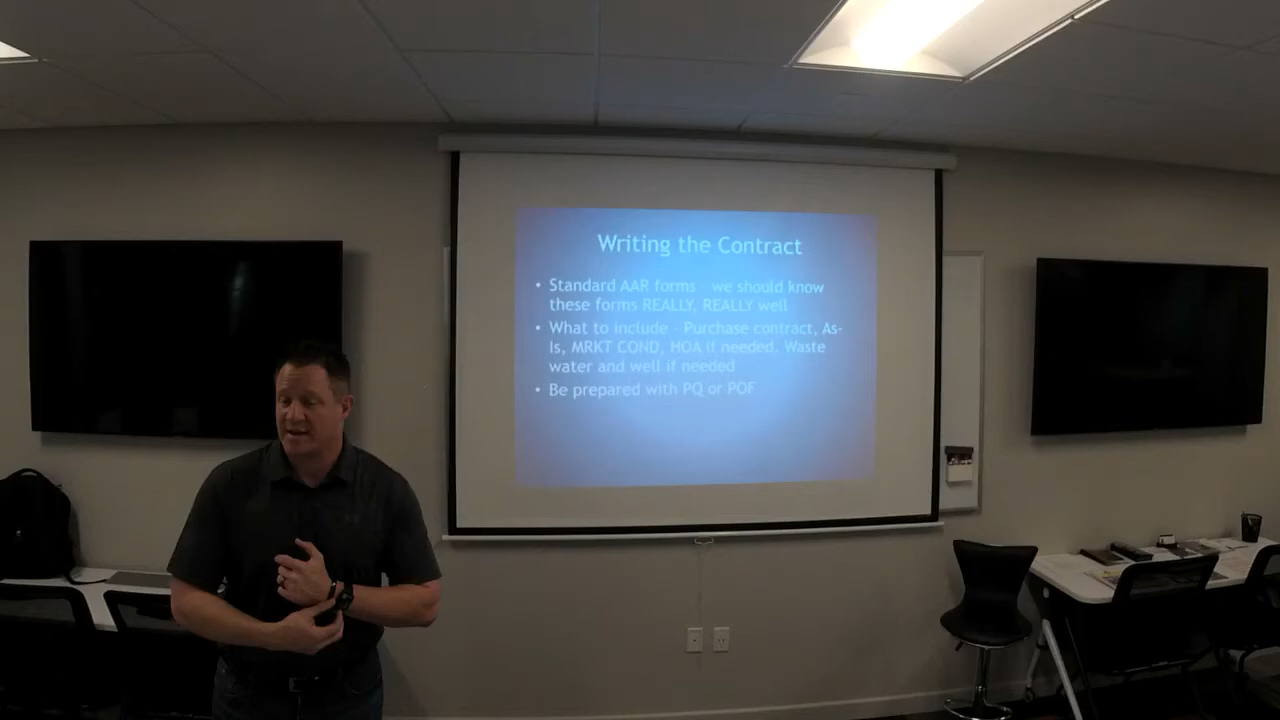 Writing the Contract
• Standard AAR forms - we should know
these forms REALLY, REALLY well
• What to include - Purchase contract, As-
Is, MRKT COND, HOA if needed. Waste
water and well if needed
• Be prepared with PQ or POF